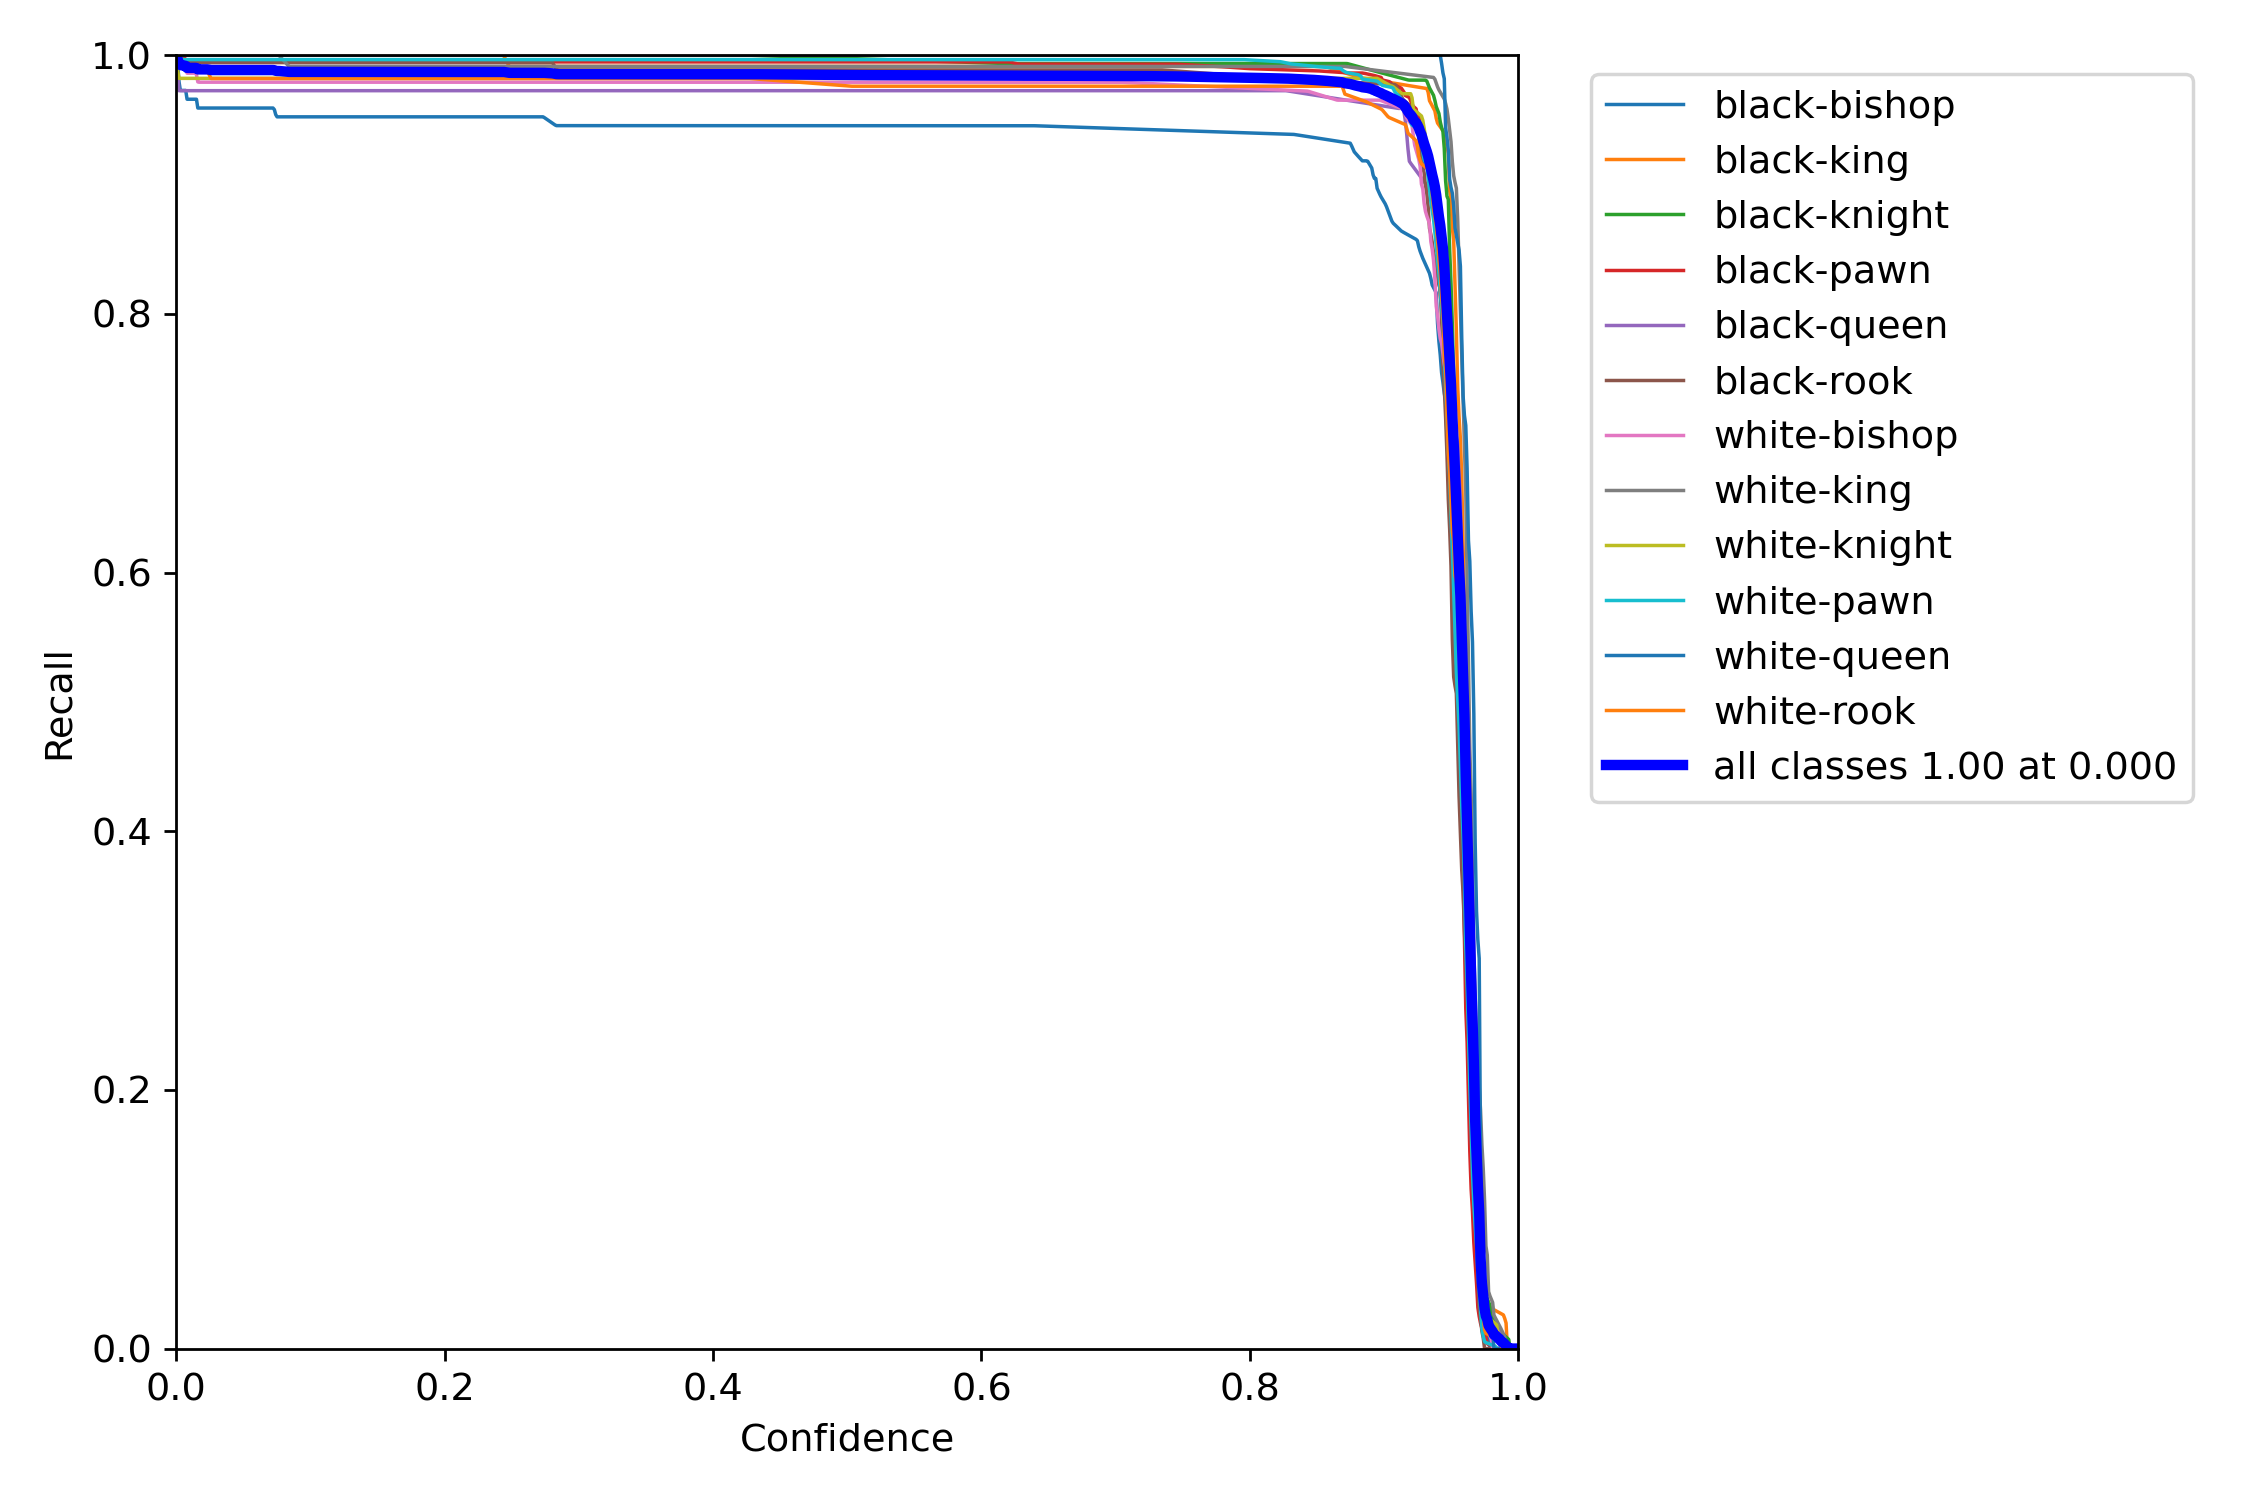 1.0
0.8
0.6
0.4
0.2
0.0
Recall
0.0 0.2 0.4 0.6 0.8 1.0
Confidence
black-bishop
black-king
black-knight
black-pawn
black-queen
black-rook
white-bishop
white-king
white-knight
white-pawn
white-queen
white-rook
all classes 1.00 at 0.000